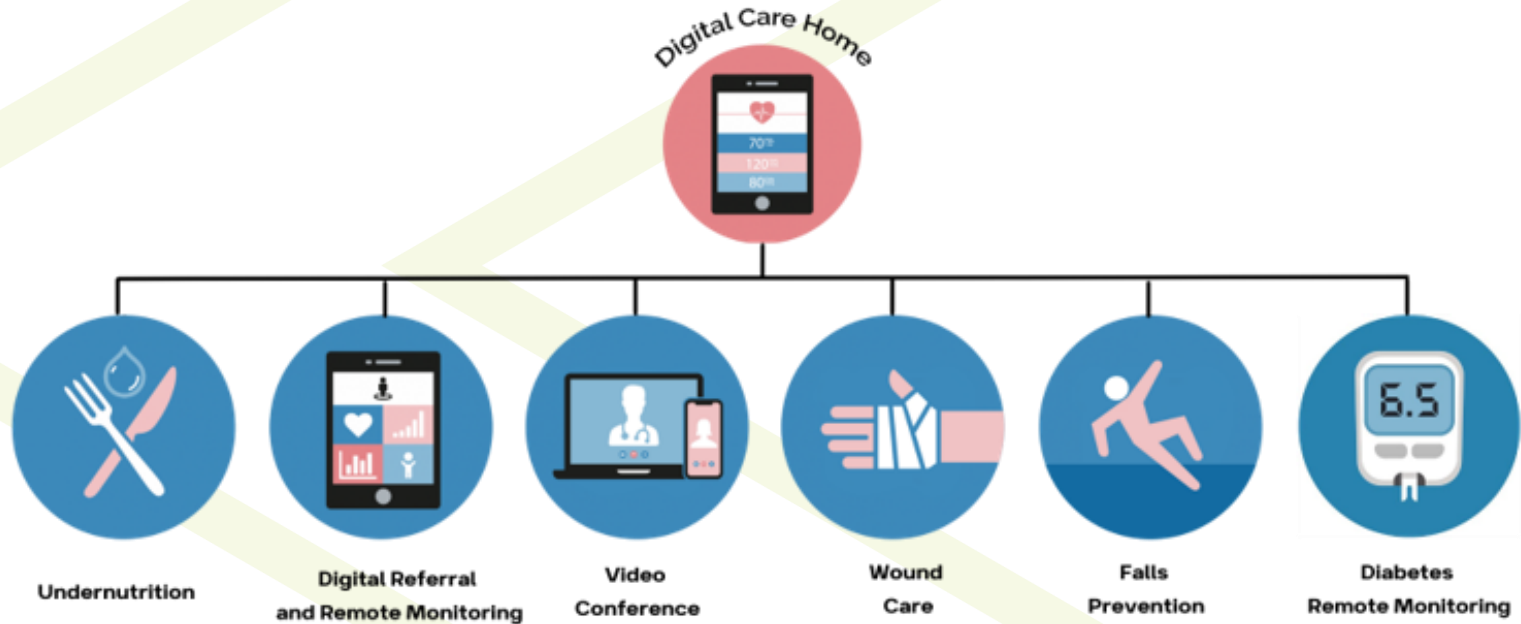 Digital Care Home
70
120
80
6.5
Undernutrition
Digital Referral
and Remote Monitoring
Video
Conference
Wound
Care
Falls
Prevention
Diabetes
Remote Monitoring